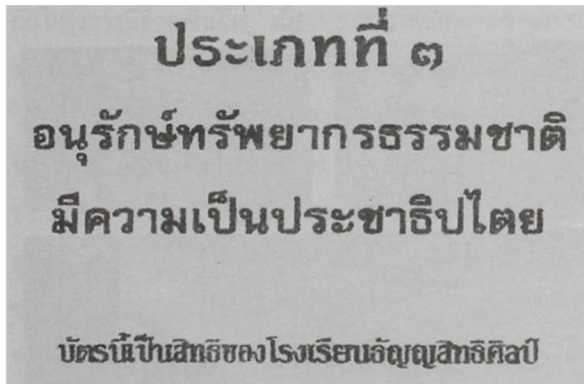 ประเภทที่ ๓
อนุรักษ์ทรัพยากรธรรมชาติ
มีความเป็นประชาธิปไตย
บัตรนี้เป็นสิทธิของโรงเรียนธัญญสิทธิศิลป์